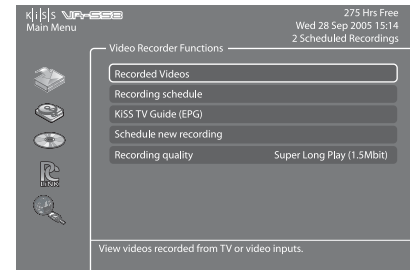 KiSS VR-558
Main Menu
275 Hrs Free
Wed 28 Sep 2005 15:14
2 Scheduled Recordings
Video Recorder Functions
Recorded Videos
Recording schedule
KiSS TV Guide (EPG)
Schedule new recording
Recording quality Super Long Play (1.5Mbit)
PC
LINK
View videos recorded from TV or video inputs.